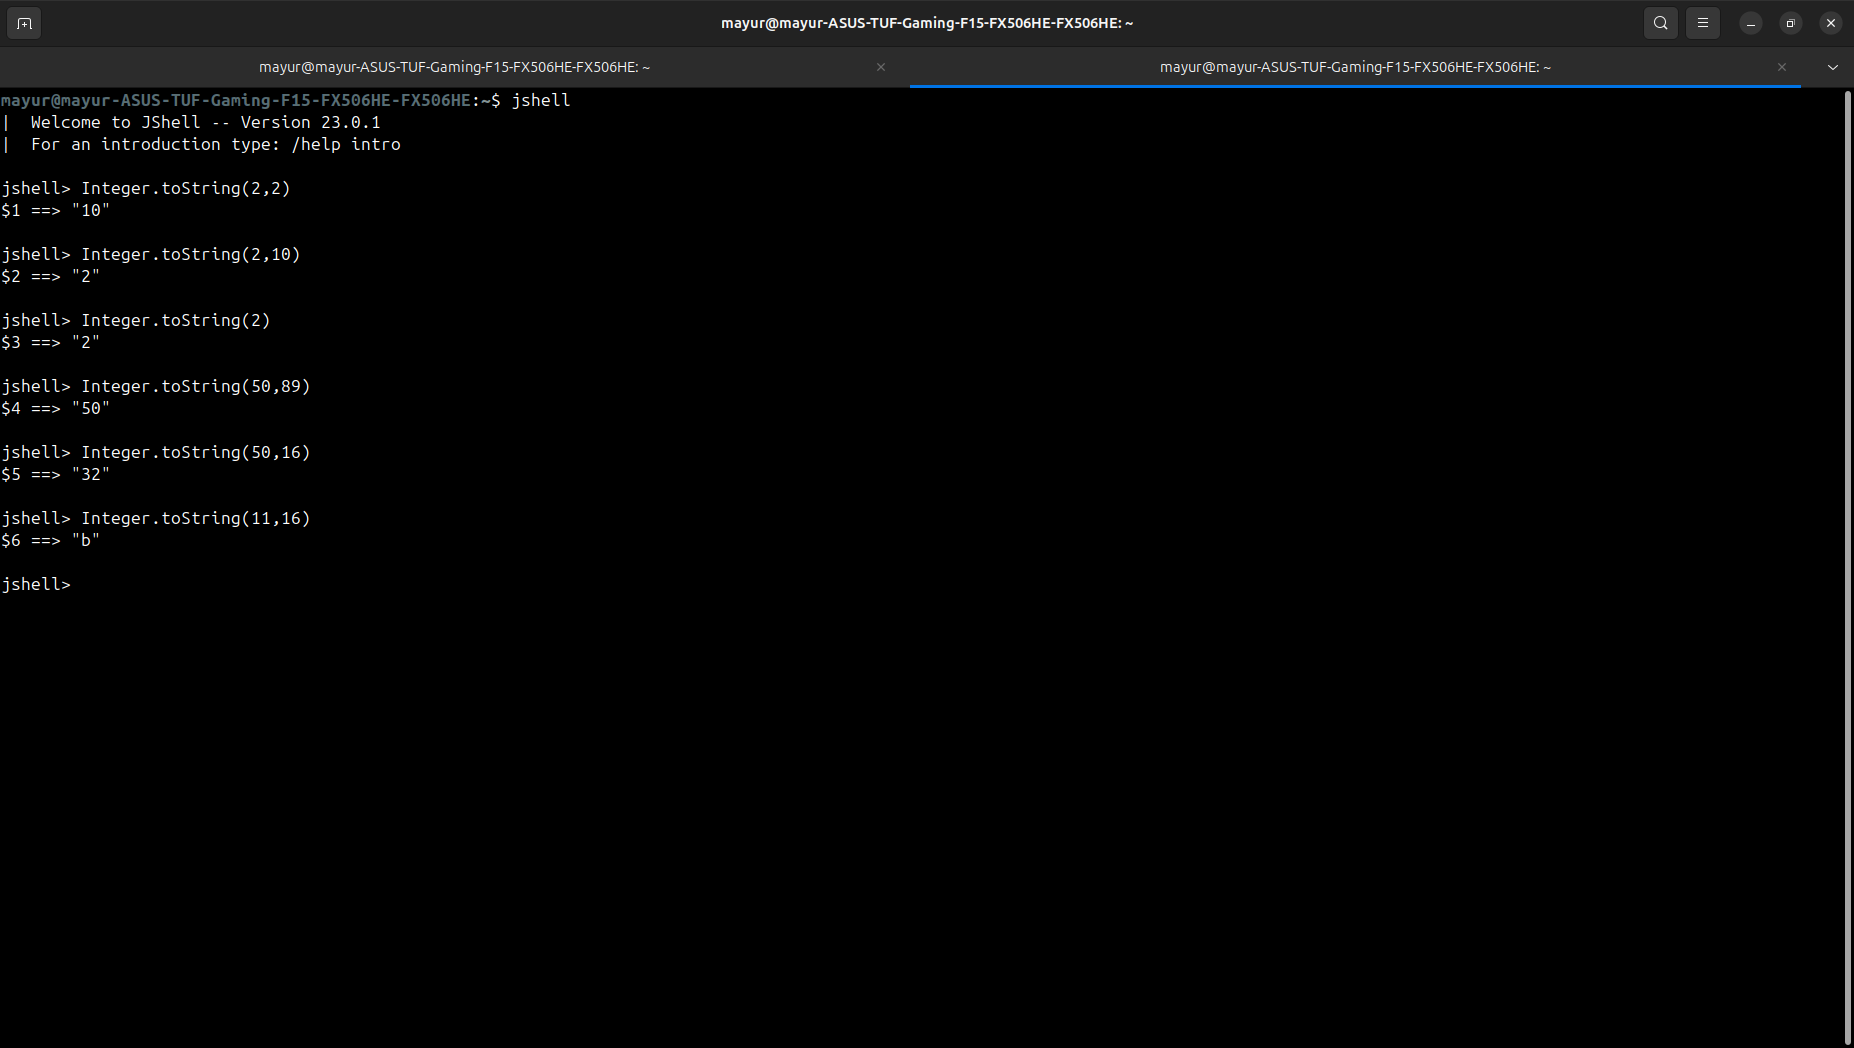 mayur@mayur-ASUS-TUF-Gaming-F15-FX506HE-FX506HE: ~
mayur@mayur-ASUS-TUF-Gaming-F15-FX506HE-FX506HE: ~
mayur@mayur-ASUS-TUF-Gaming-F15-FX506HE-FX506HE: ~
mayur@mayur-ASUS-TUF-Gaming-F15-FX506HE-FX506HE:~$ jshell
|  Welcome to JShell -- Version 23.0.1
|  For an introduction type: /help intro
jshell> Integer.toString(2,2)
$1 ==> "10"
jshell> Integer.toString(2,10)
$2 ==> "2"
jshell> Integer.toString(2)
$3 ==> "2"
jshell> Integer.toString(50,89)
$4 ==> "50"
jshell> Integer.toString(50,16)
$5 ==> "32"
jshell> Integer.toString(11,16)
$6 ==> "b"
jshell>